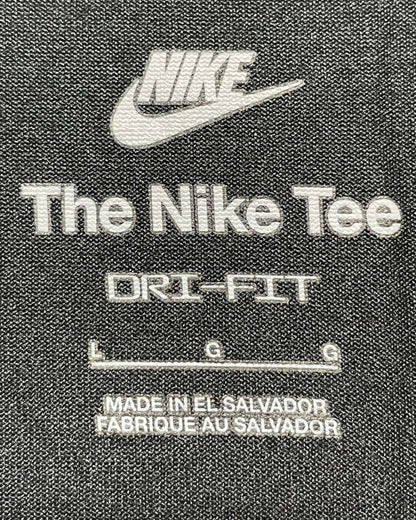 NIKE
The Nike Tee
DRI-FIT
L G G
MADE IN EL SALVADOR
FABRIQUE AU SALVADOR